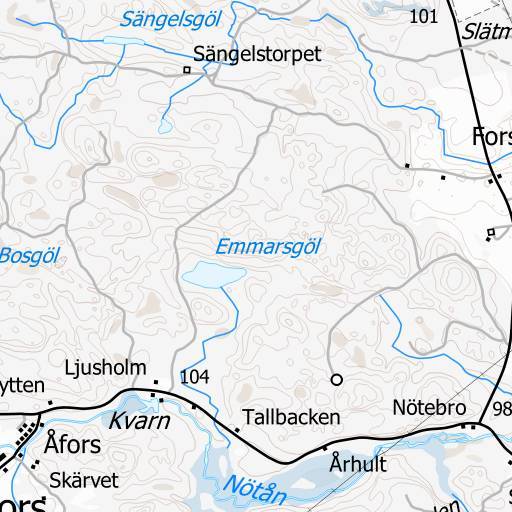 Sängelsgöl
101
Slätm
Sängelstorpet
Fors
Emmarsgöl
Bosgöl
Ljusholm
104
ytten
Kvarn
Tallbacken
Nötebro
98
Åfors
Århult
Skärvet
Nötån
ors
lan